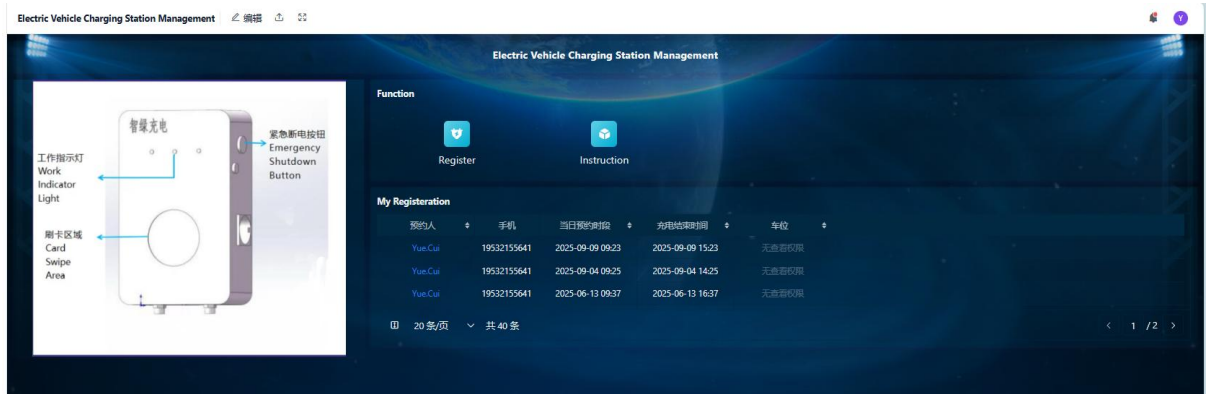 Electric Vehicle Charging Station Management
编辑
Y
Electric Vehicle Charging Station Management
智绿充电
紧急断电按钮
Emergency
Shutdown
Button
工作指示灯
Work
Indicator
Light
刷卡区域
Card
Swipe
Area
Function
Register
Instruction
My Registeration
预约人 手机 当日预约时段 充电结束时间 车位
Yue.Cui 19532155641 2025-09-09 09:23 2025-09-09 15:23 无查看权限
Yue.Cui 19532155641 2025-09-04 09:25 2025-09-04 14:25 无查看权限
Yue.Cui 19532155641 2025-06-13 09:37 2025-06-13 16:37 无查看权限
20 条/页 共 40 条
1 / 2